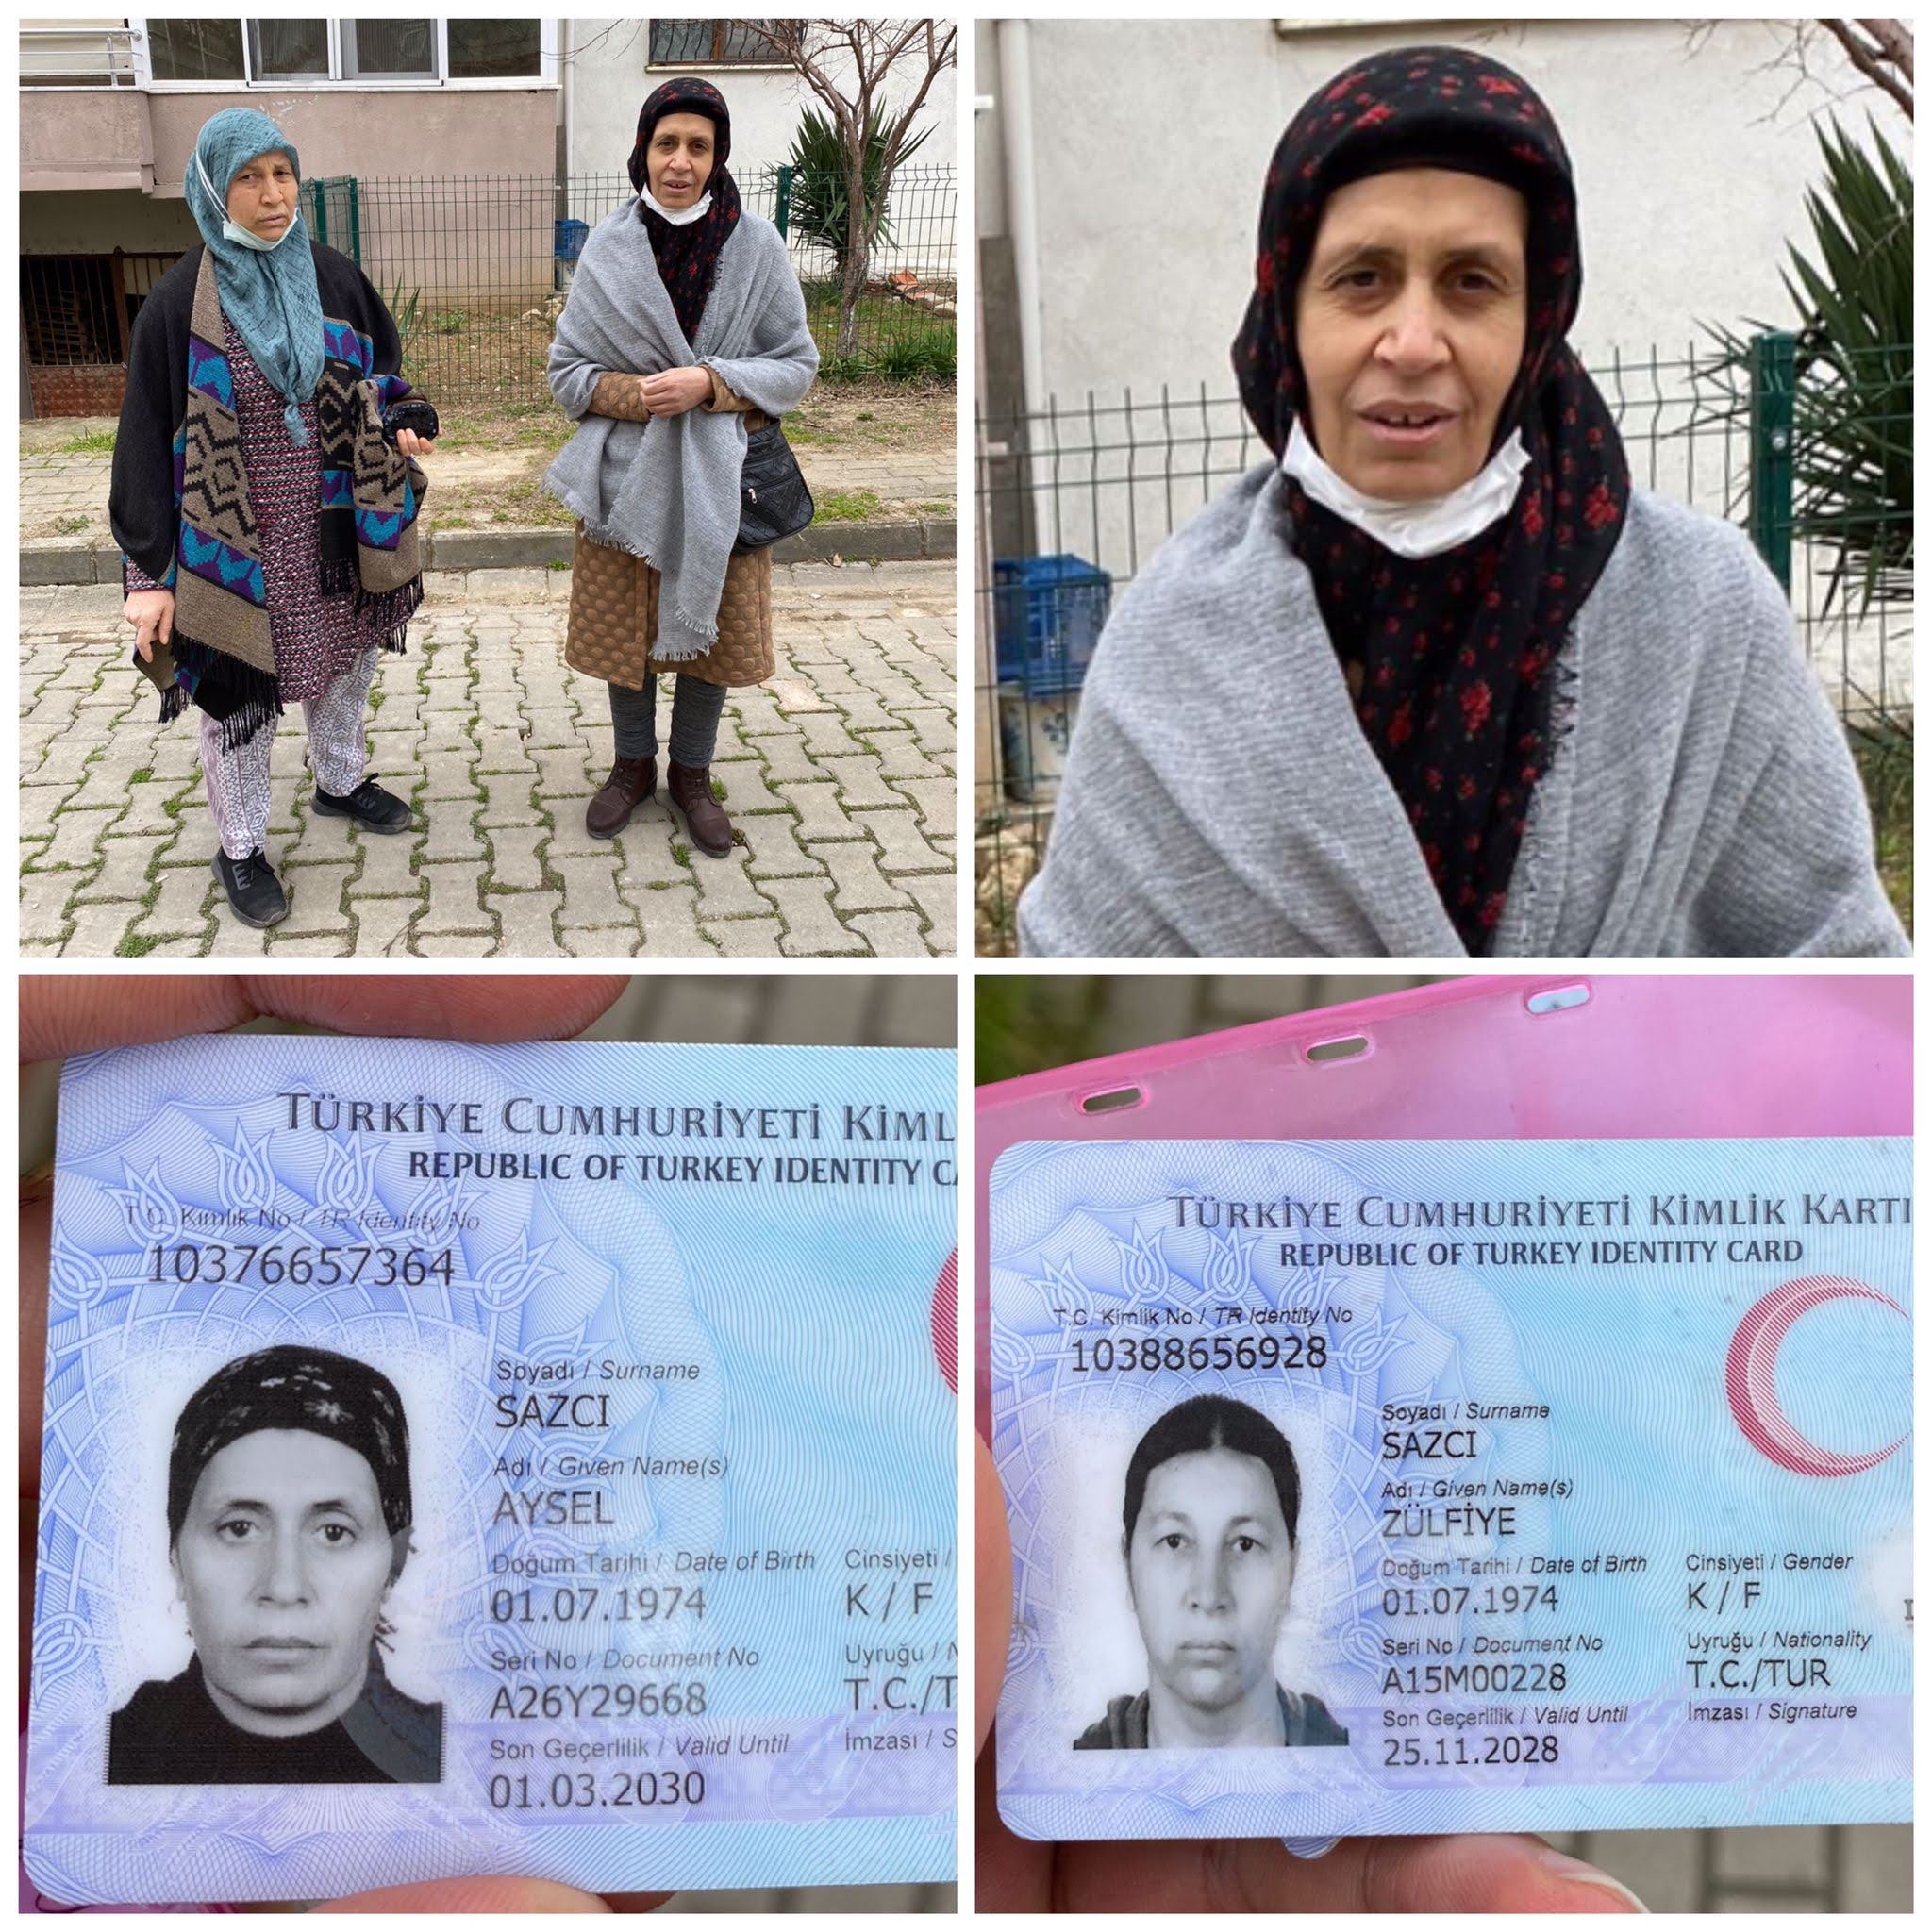 TÜRKİYE CUMHURİYETİ KİML
REPUBLIC OF TURKEY IDENTITY CA
T.C. Kimlik No / TR Identity No
10376657364
Soyadı / Surname
SAZCI
Adı / Given Name(s)
AYSEL
Doğum Tarihi / Date of Birth Cinsiyeti /
01.07.1974 K / F
Seri No / Document No Uyruğu / N
A26Y29668 T.C./T
Son Geçerlilik / Valid Until İmzası / S
01.03.2030
TÜRKİYE CUMHURİYETİ KİMLİK KARTI
REPUBLIC OF TURKEY IDENTITY CARD
T.C. Kimlik No / TR Identity No
10388656928
Soyadı / Surname
SAZCI
Adı / Given Name(s)
ZÜLFİYE
Doğum Tarihi / Date of Birth Cinsiyeti / Gender
01.07.1974 K / F
Seri No / Document No Uyruğu / Nationality
A15M00228 T.C./TUR
Son Geçerlilik / Valid Until İmzası / Signature
25.11.2028